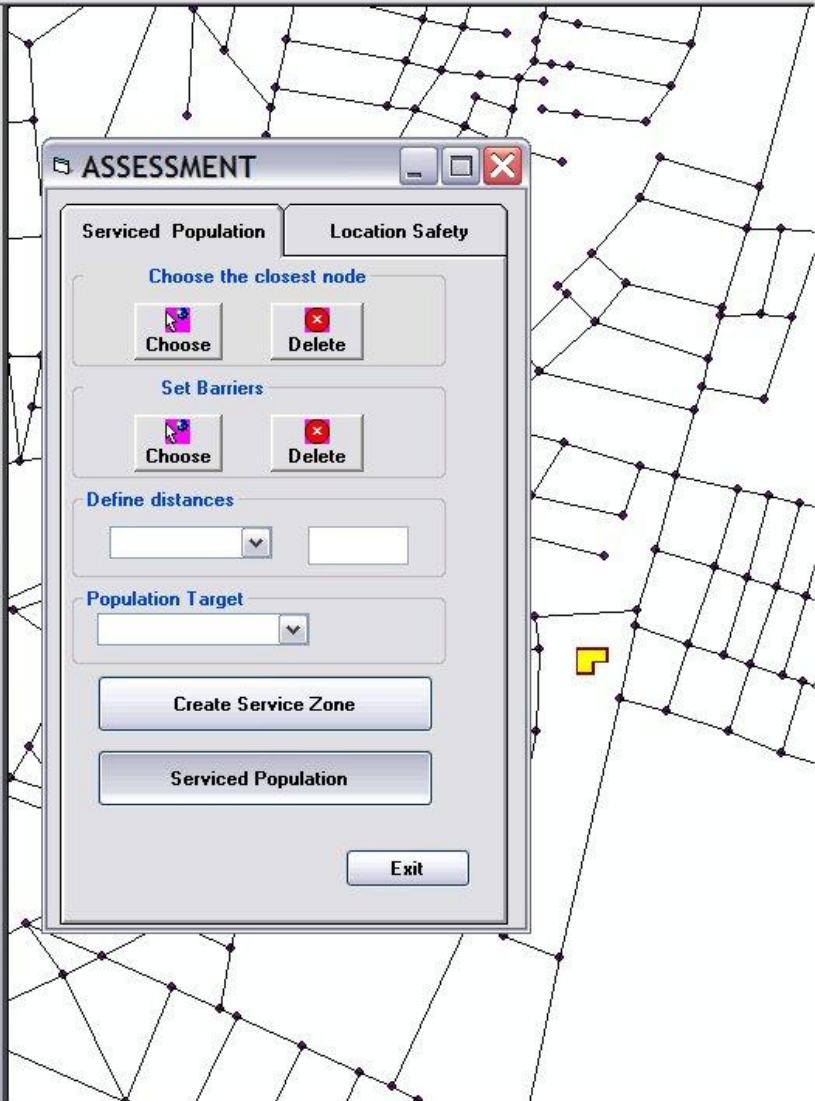 ASSESSMENT
Serviced Population Location Safety
Choose the closest node
Choose Delete
Set Barriers
Choose Delete
Define distances
Population Target
Create Service Zone
Serviced Population
Exit